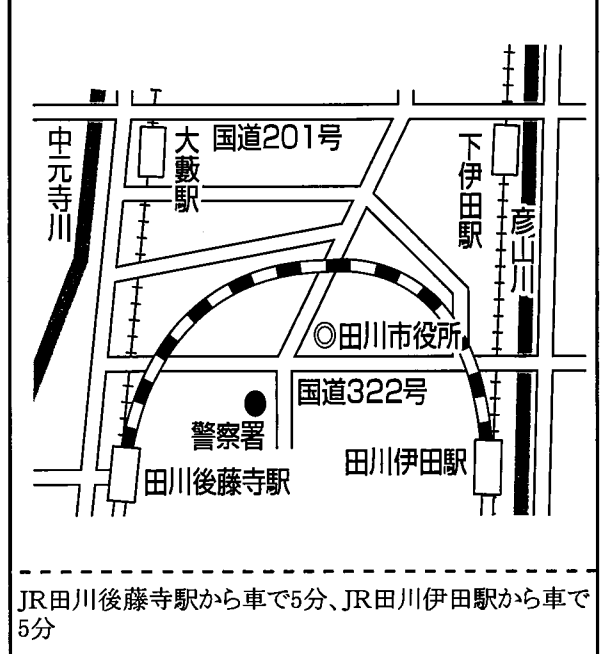 国道201号
大藪駅
中元寺川
下伊田駅
彦山川
◎田川市役所
国道322号
警察署
田川後藤寺駅
田川伊田駅
JR田川後藤寺駅から車で5分、JR田川伊田駅から車で
5分